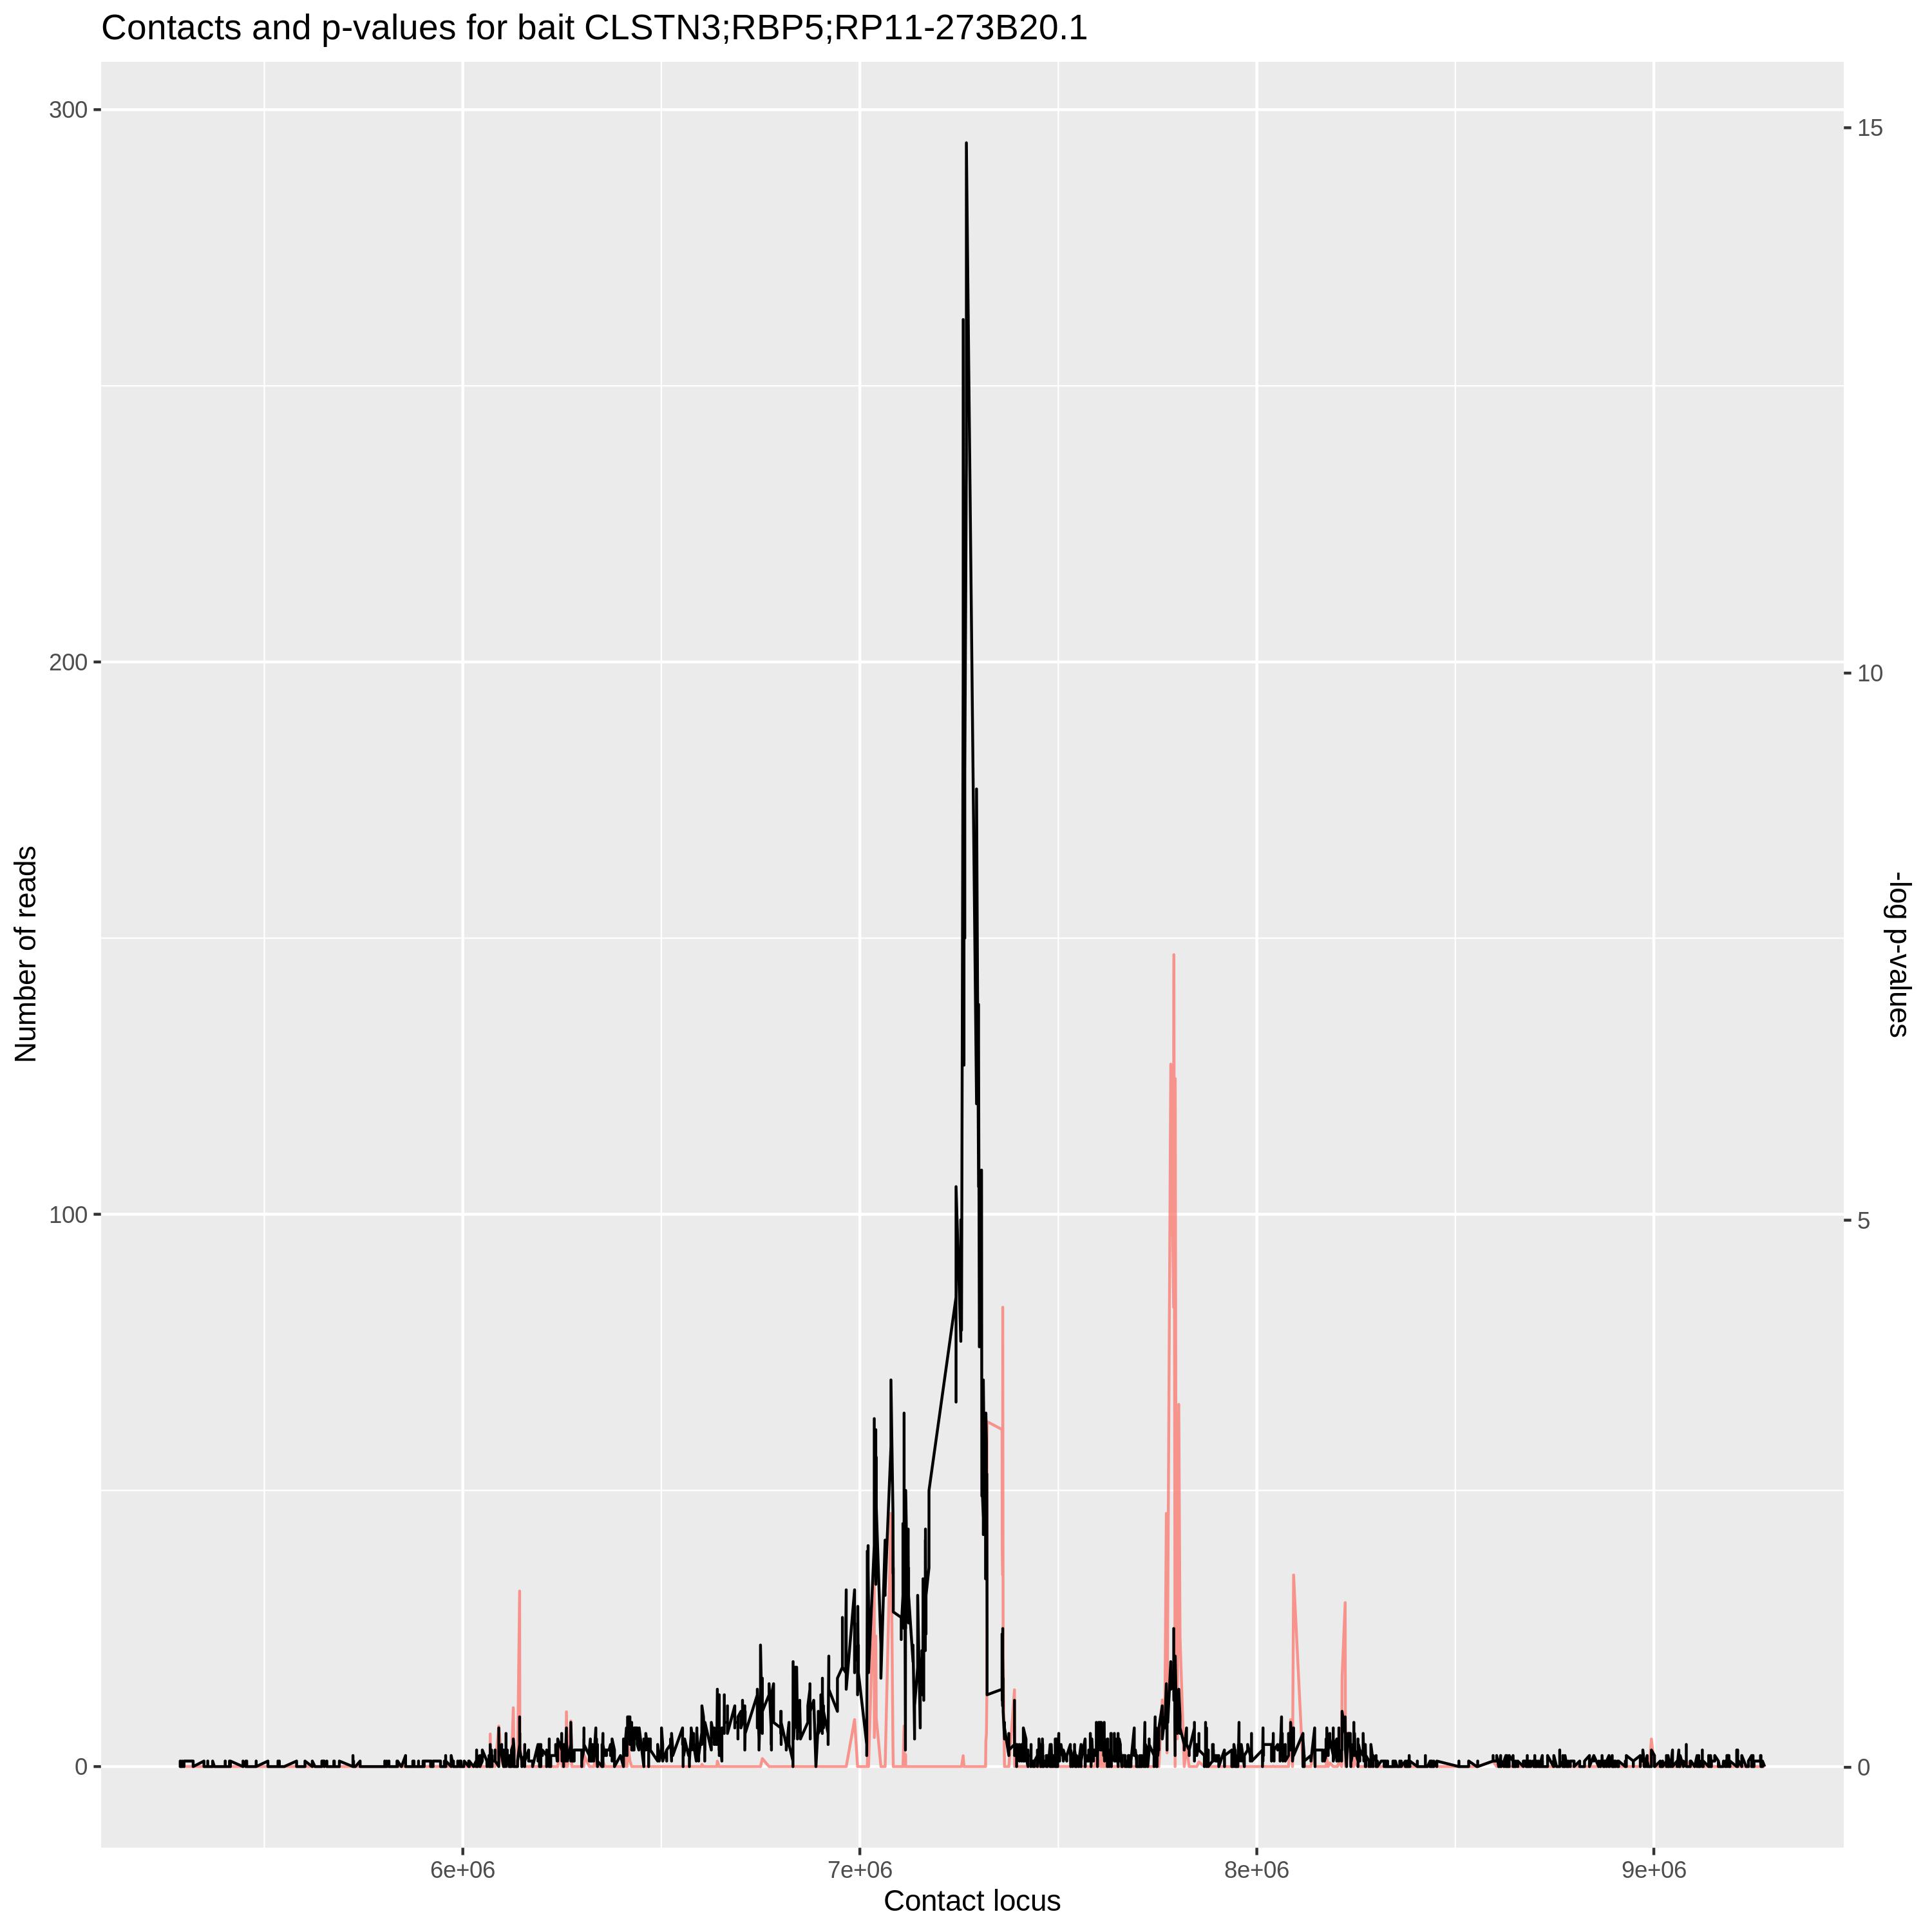 Contacts and p-values for bait CLSTN3;RBP5;RP11-273B20.1
300
200
100
0
Number of reads
15
10
5
0
-log p-values
6e+06
7e+06
8e+06
9e+06
Contact locus